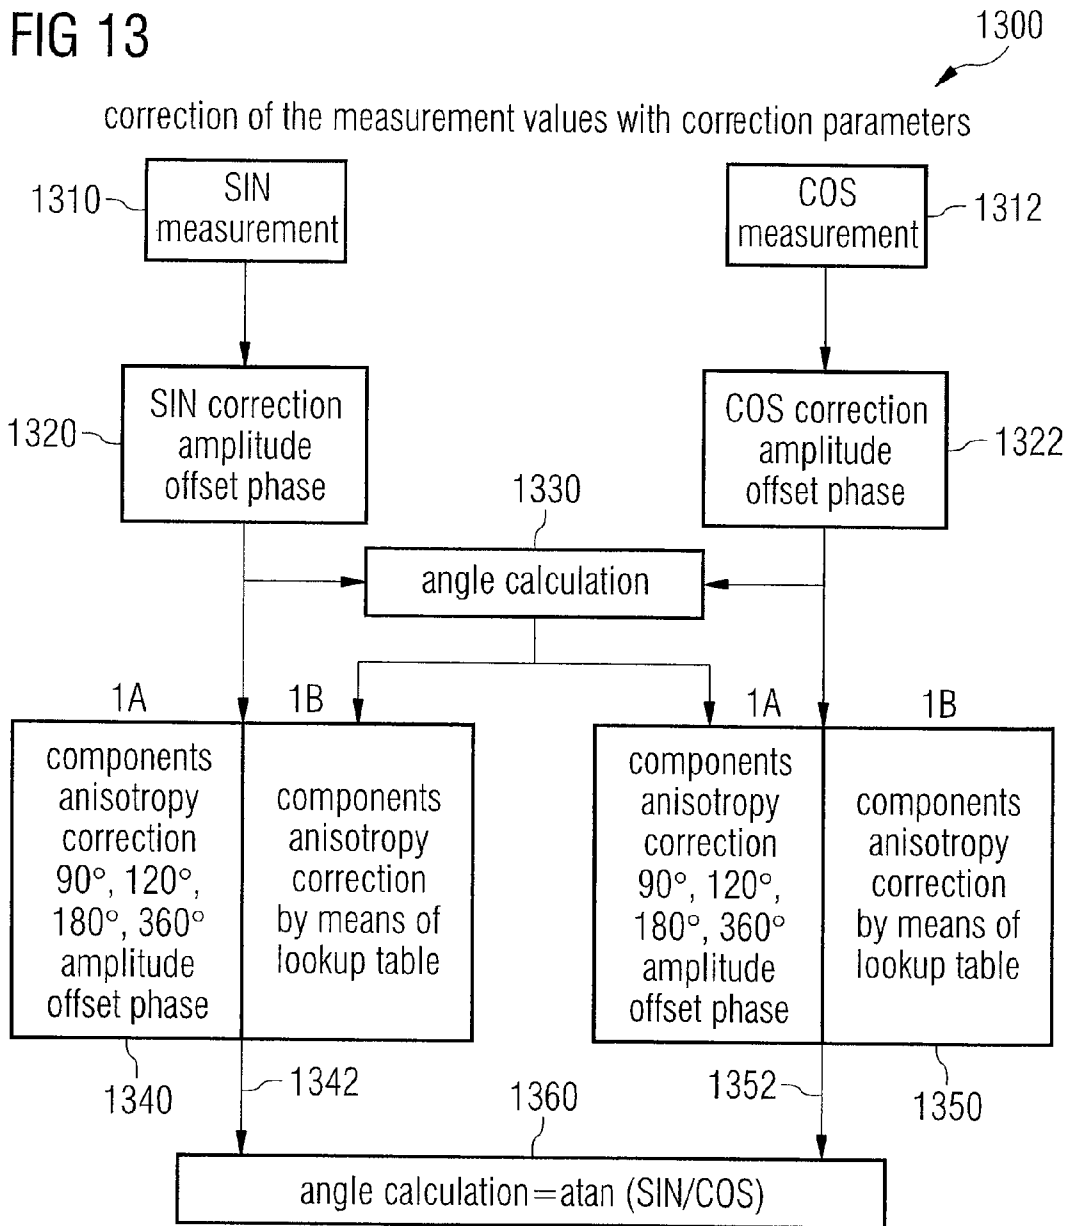 FIG 13
1300
correction of the measurement values with correction parameters
1310
SIN
measurement
COS
measurement
1312
1320
SIN correction
amplitude
offset phase
COS correction
amplitude
offset phase
1322
1330
angle calculation
1A
1B
components
anisotropy
correction
90°, 120°,
180°, 360°
amplitude
offset phase
components
anisotropy
correction
by means of
lookup table
1A
1B
components
anisotropy
correction
90°, 120°,
180°, 360°
amplitude
offset phase
components
anisotropy
correction
by means of
lookup table
1340
1342
1360
1352
1350
angle calculation=atan (SIN/COS)